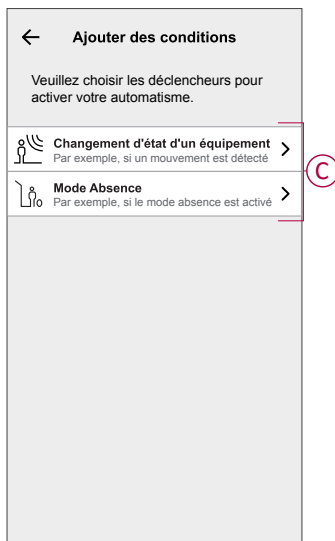 Ajouter des conditions
Veuillez choisir les déclencheurs pour
activer votre automatisme.
Changement d'état d'un équipement
Par exemple, si un mouvement est détecté
Mode Absence
Par exemple, si le mode absence est activé
C